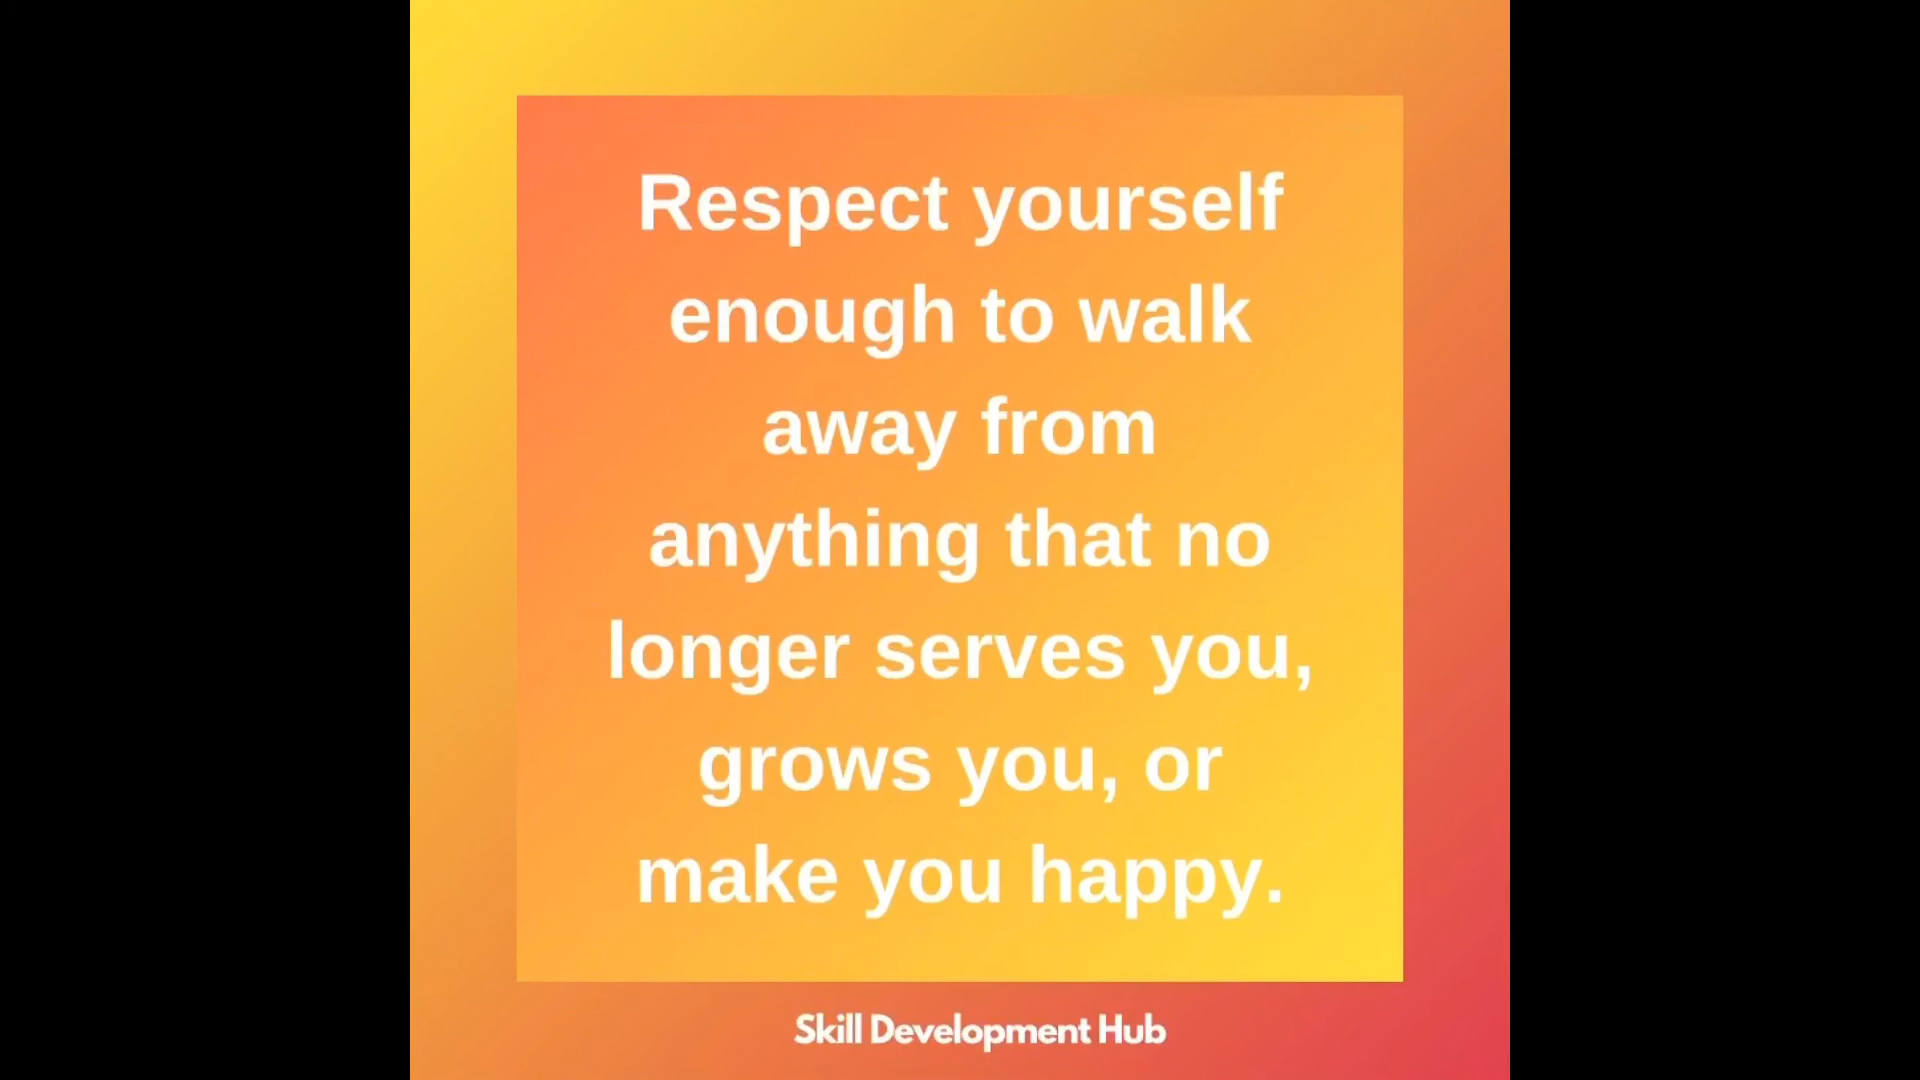 Respect yourself
enough to walk
away from
anything that no
longer serves you,
grows you, or
make you happy.
Skill Development Hub